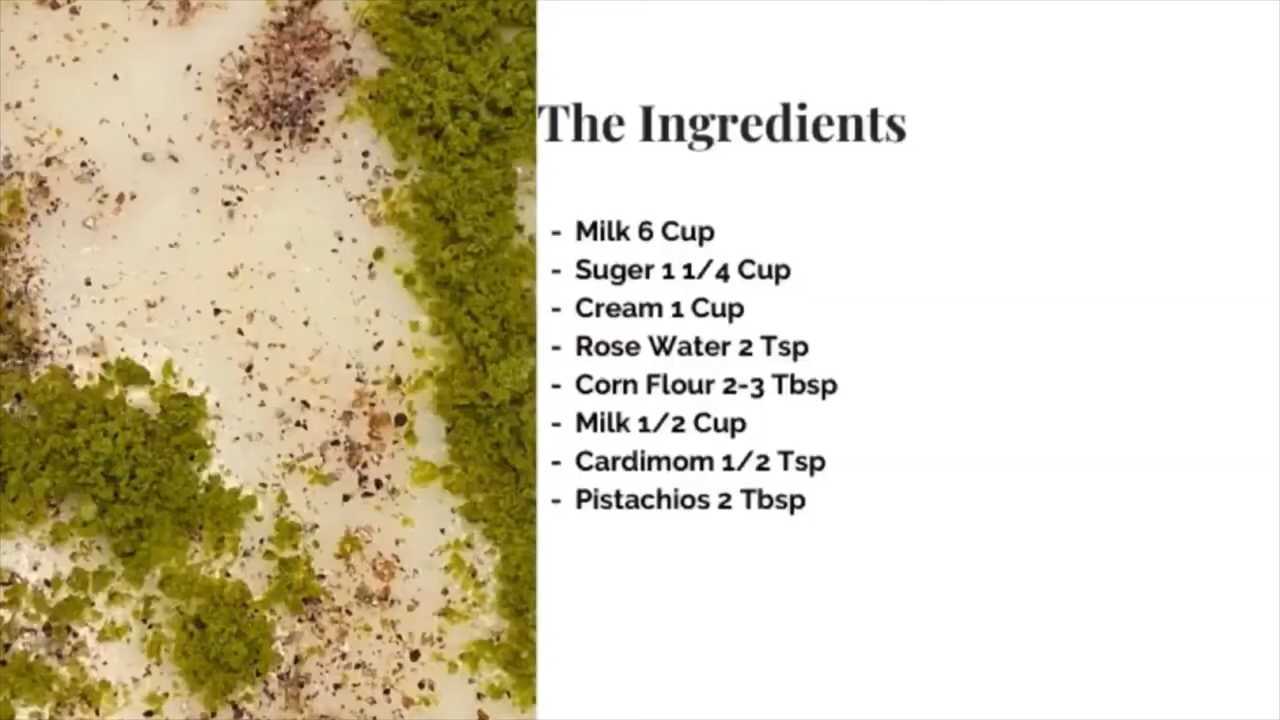 The Ingredients
- Milk 6 Cup
- Suger 1 1/4 Cup
- Cream 1 Cup
- Rose Water 2 Tsp
- Corn Flour 2-3 Tbsp
- Milk 1/2 Cup
- Cardimom 1/2 Tsp
- Pistachios 2 Tbsp